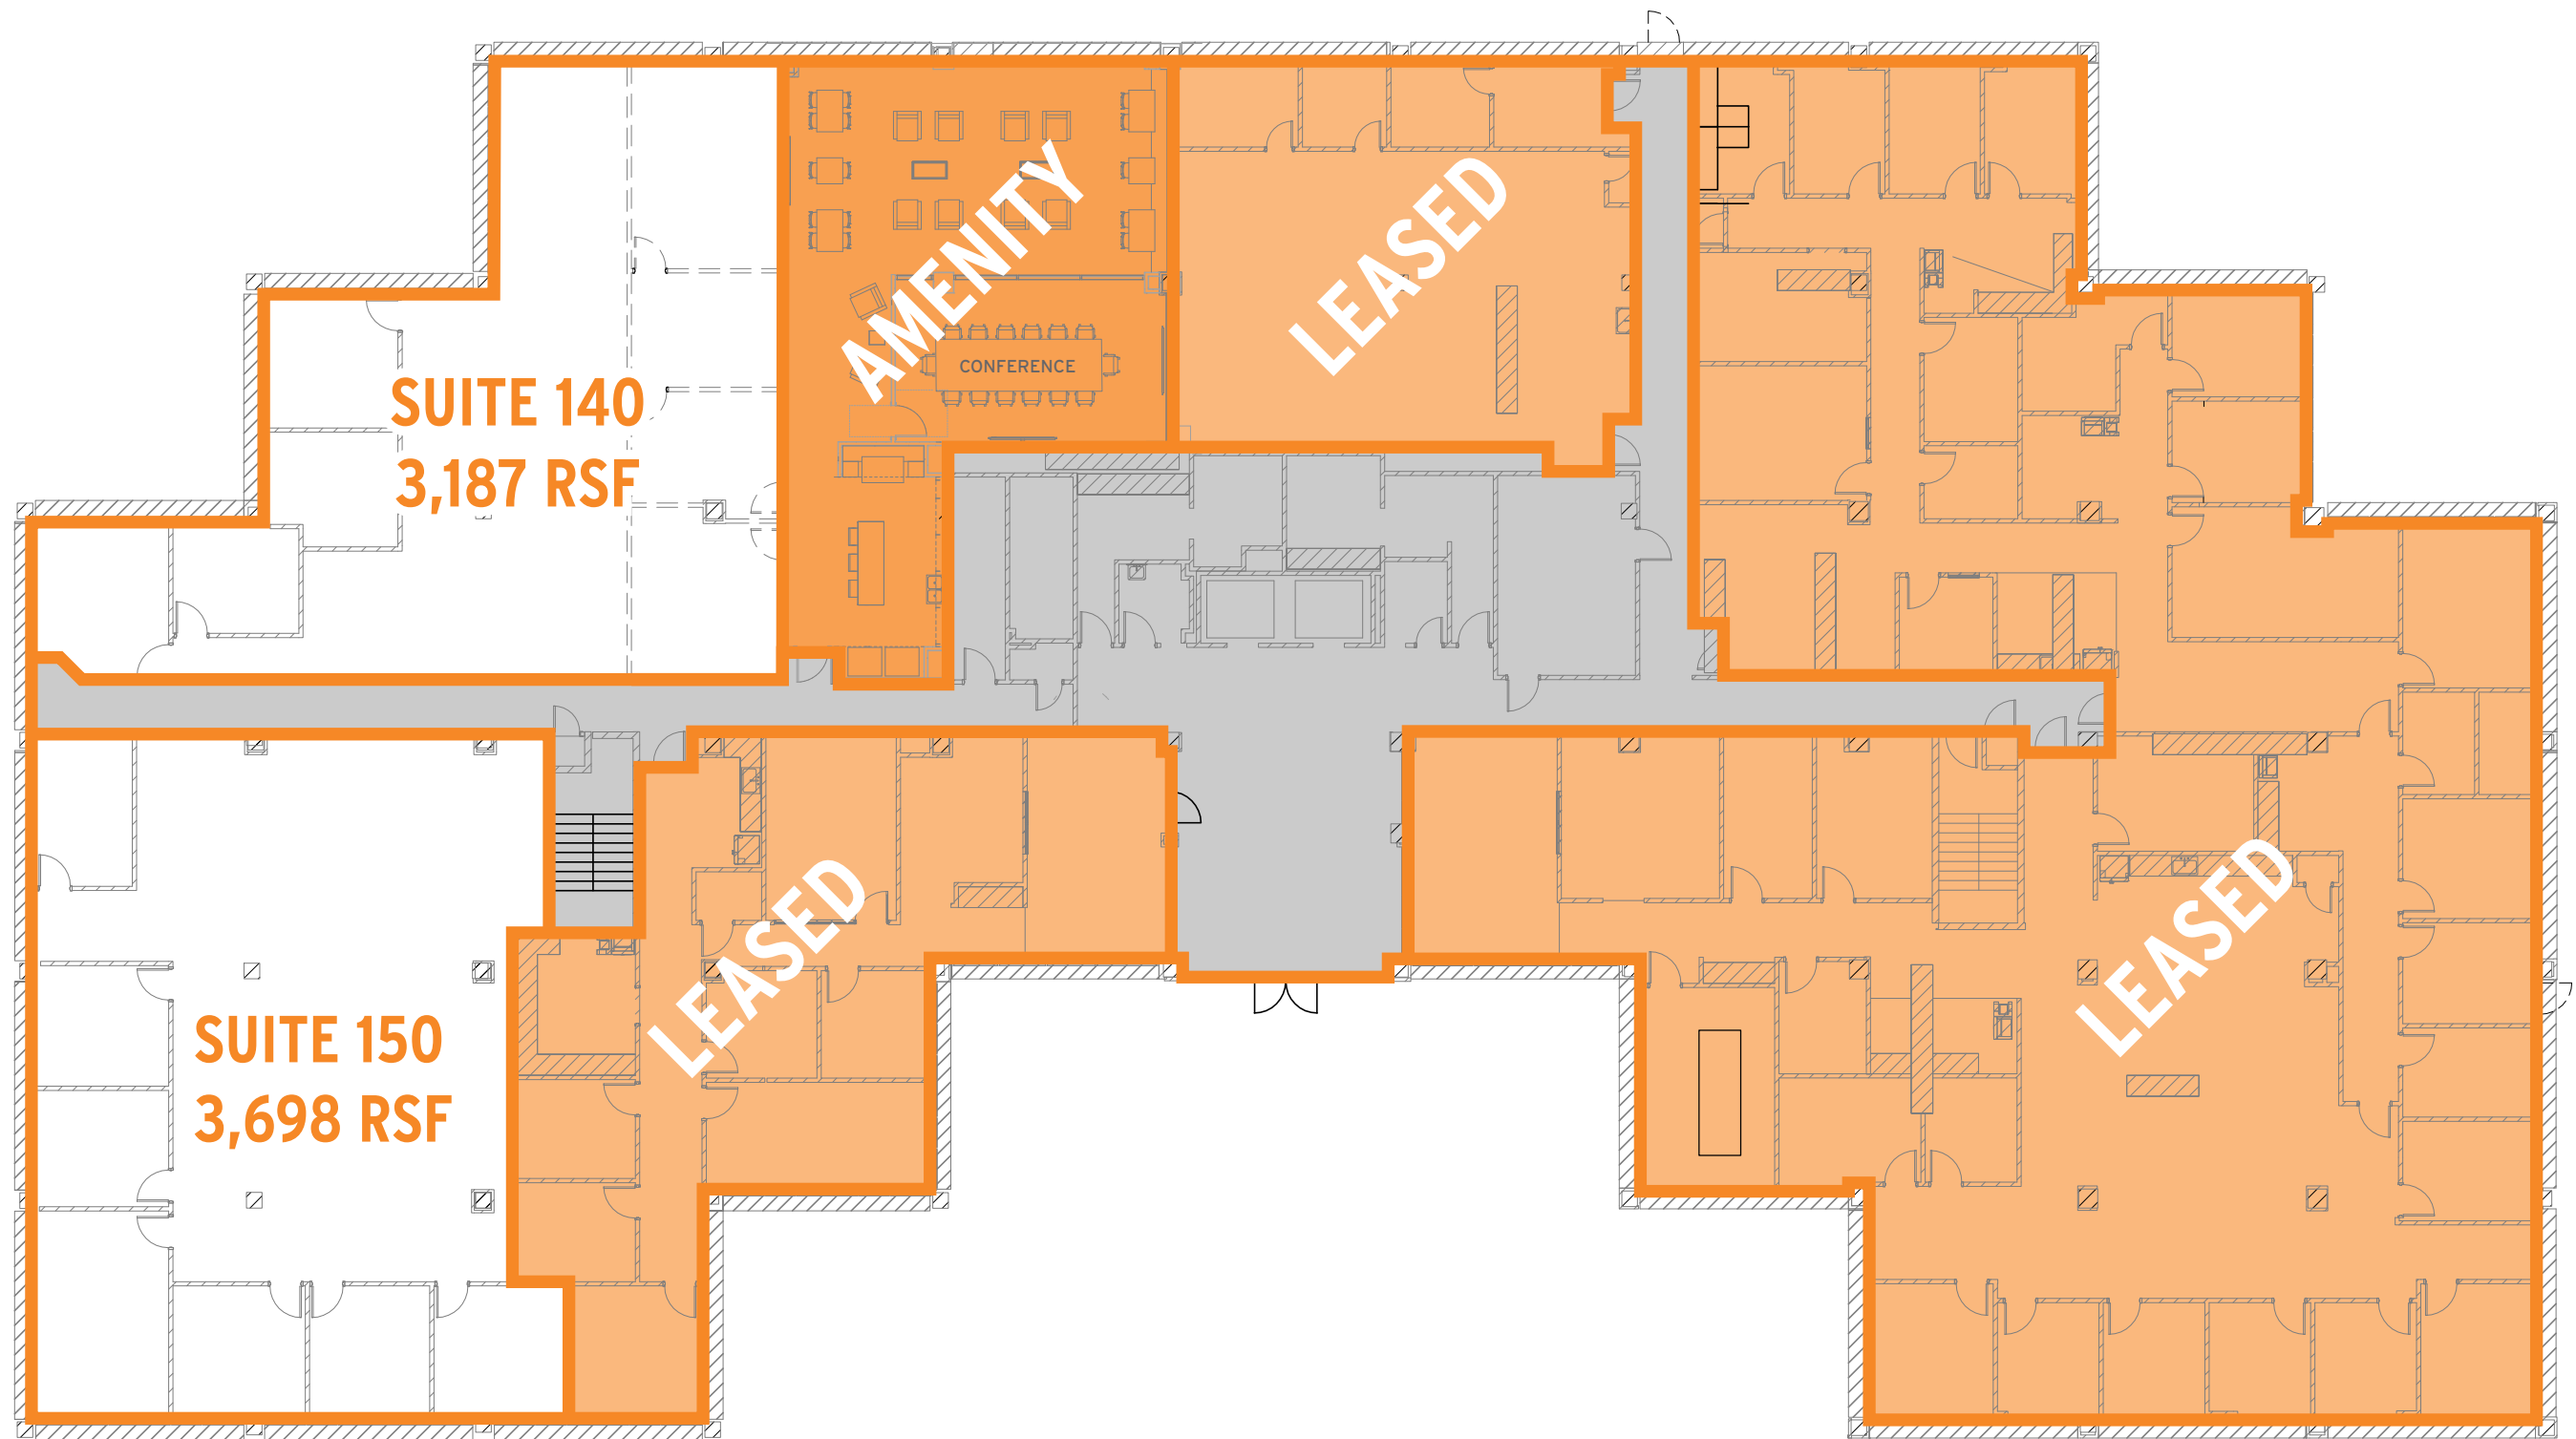 AMENITY
LEASED
CONFERENCE
SUITE 140
3,187 RSF
LEASED
LEASED
SUITE 150
3,698 RSF